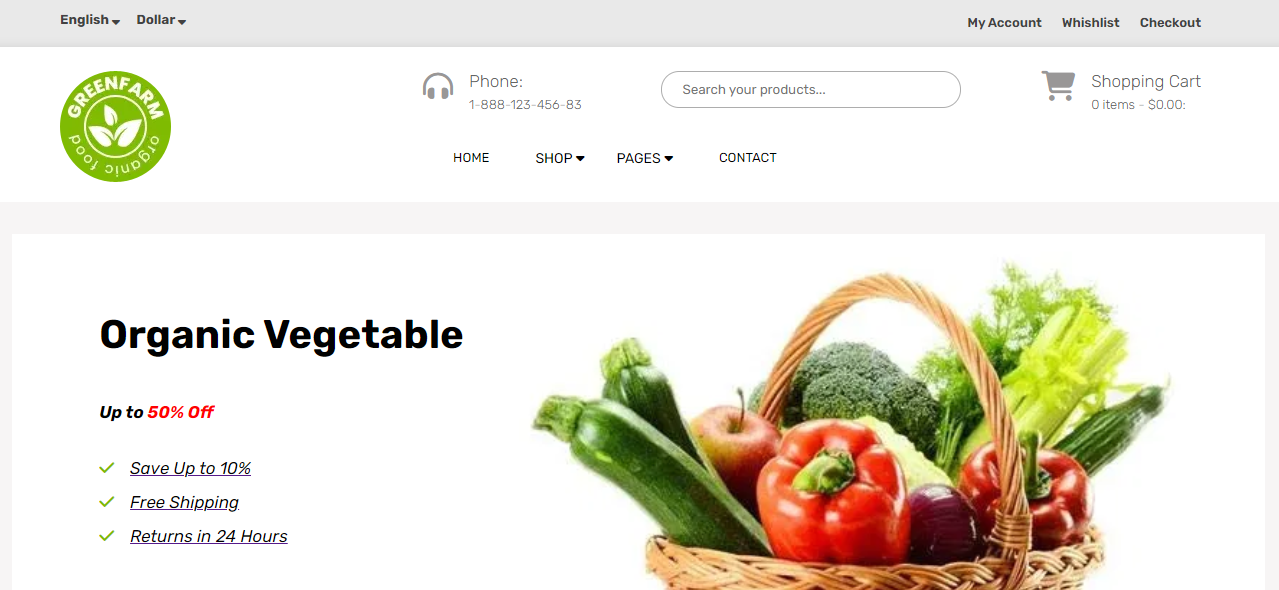 English Dollar My Account Whishlist Checkout
GREENFARM
organic food
Phone:
1-888-123-456-83
Search your products...
Shopping Cart
0 items - $0.00:
HOME SHOP PAGES CONTACT
Organic Vegetable
Up to 50% Off
Save Up to 10%
Free Shipping
Returns in 24 Hours